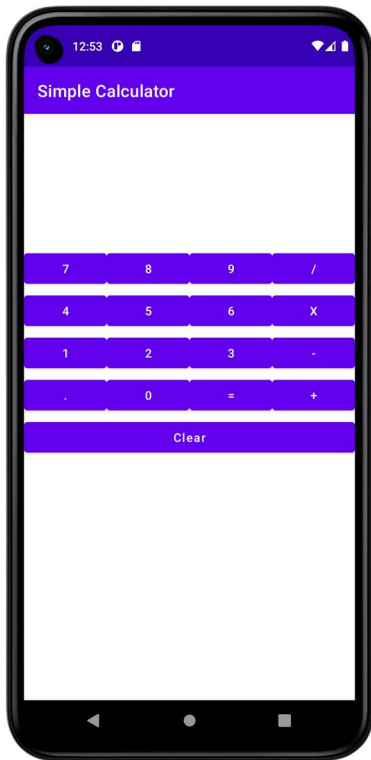 12:53
Simple Calculator
7 8 9 /
4 5 6 X
1 2 3 -
. 0 = +
Clear